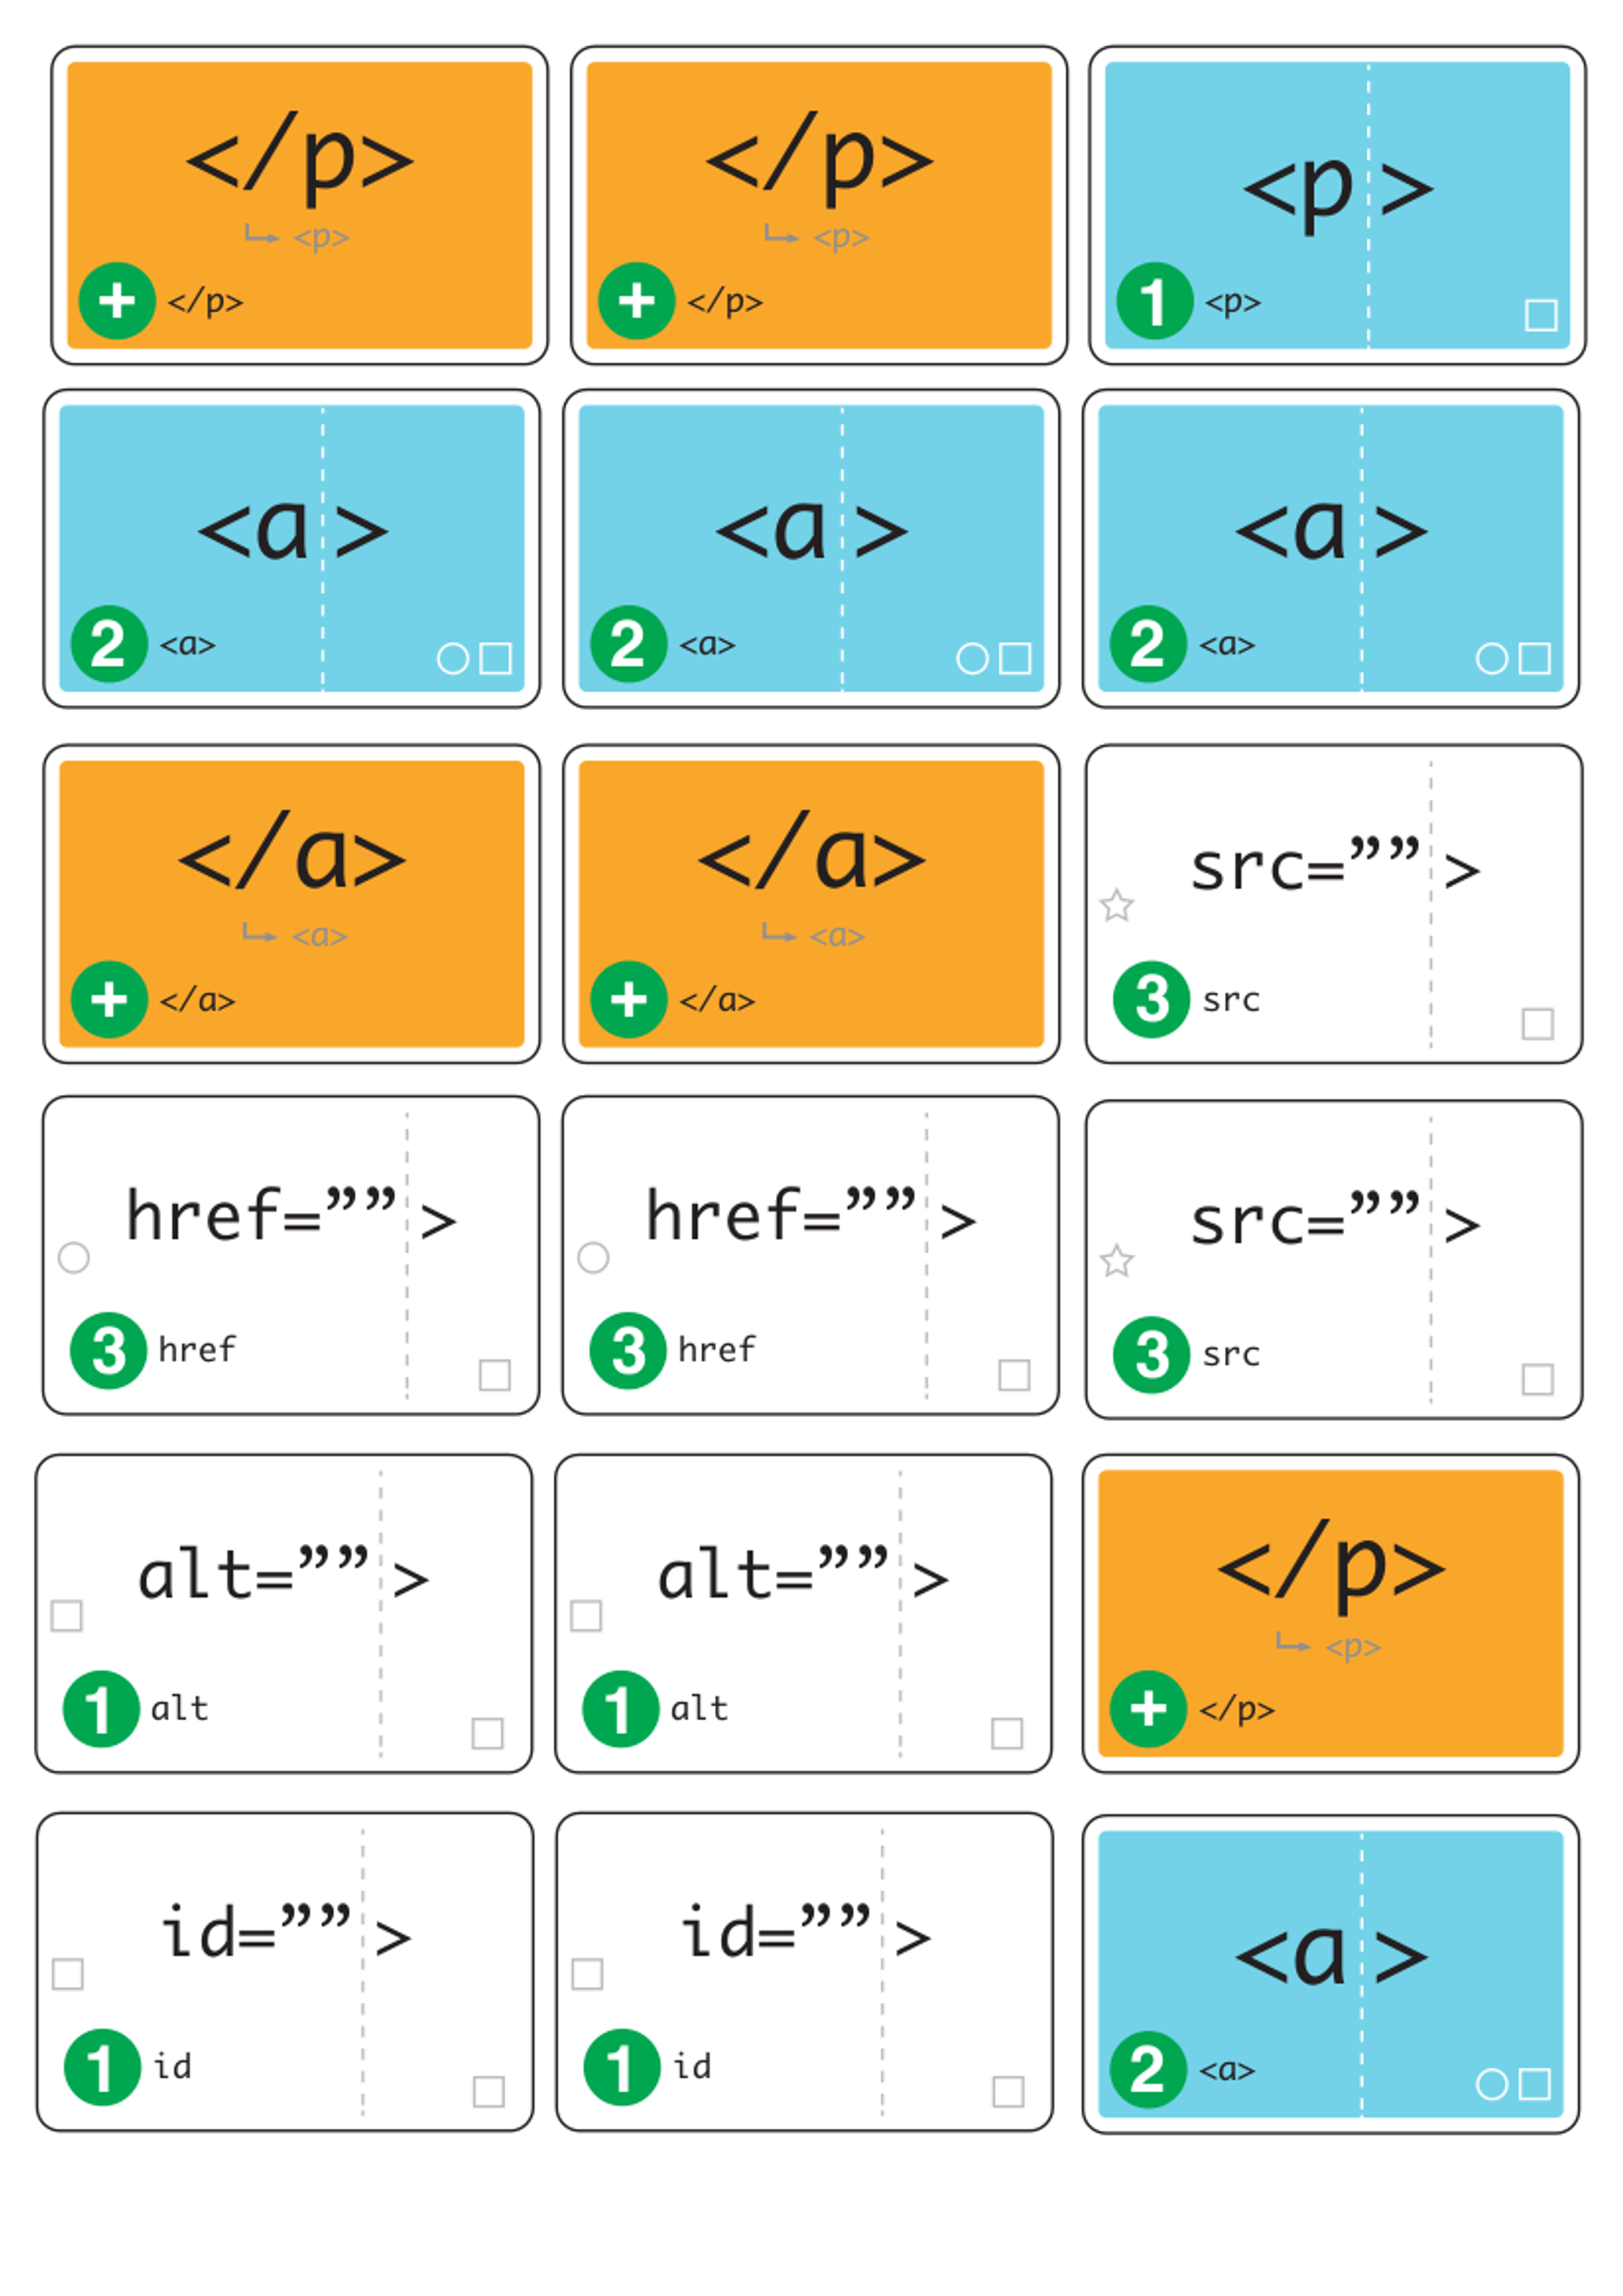 </p>
<p>
+ </p>
</p>
<p>
+ </p>
<p >
1 <p>
<a >
2 <a>
<a >
2 <a>
<a >
2 <a>
</a>
<a>
+ </a>
</a>
<a>
+ </a>
src=”” >
3 src
href=”” >
3 href
href=”” >
3 href
src=”” >
3 src
alt=”” >
1 alt
alt=”” >
1 alt
</p>
<p>
+ </p>
id=”” >
1 id
id=”” >
1 id
<a >
2 <a>